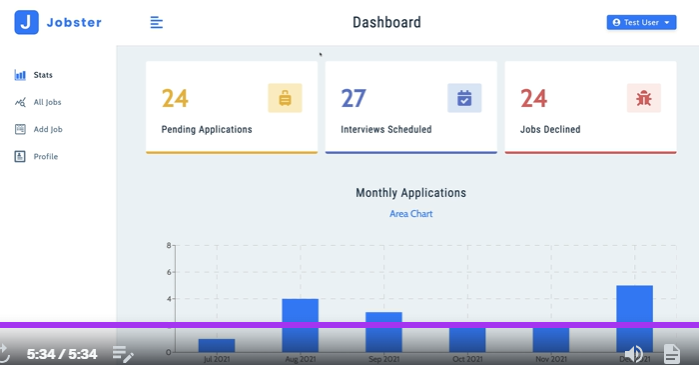 J Jobster
Dashboard
Test User
Stats
All Jobs
Add Job
Profile
24
Pending Applications
27
Interviews Scheduled
24
Jobs Declined
Monthly Applications
Area Chart
8
6
4
0
Jul 2021
Aug 2021
Sep 2021
Oct 2021
Nov 2021
5:34 / 5:34